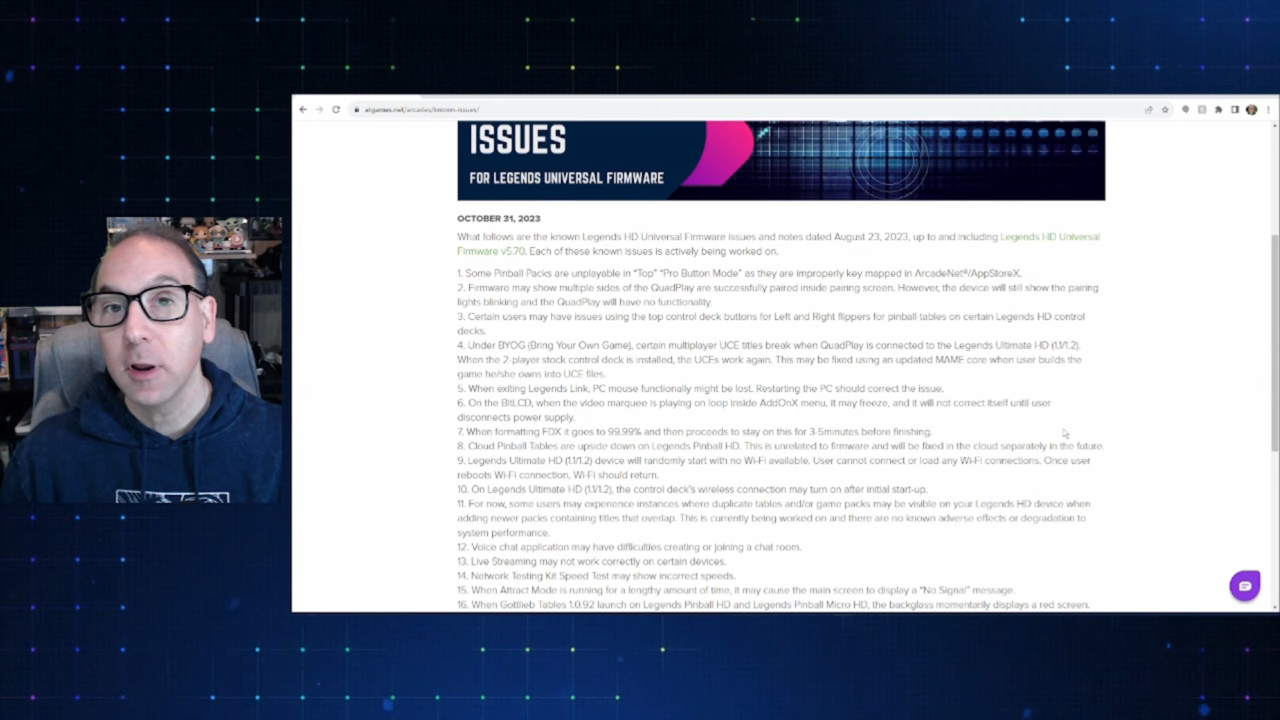 atgames.net/arcades/known-issues/
ISSUES
FOR LEGENDS UNIVERSAL FIRMWARE
OCTOBER 31, 2023
What follows are the known Legends HD Universal Firmware issues and notes dated August 23, 2023, up to and including Legends HD Universal
Firmware v5.70. Each of these known issues is actively being worked on.
1. Some Pinball Packs are unplayable in “Top” “Pro Button Mode” as they are improperly key mapped in ArcadeNet®/AppStoreX.
2. Firmware may show multiple sides of the QuadPlay are successfully paired inside pairing screen. However, the device will still show the pairing
lights blinking and the QuadPlay will have no functionality.
3. Certain users may have issues using the top control deck buttons for Left and Right flippers for pinball tables on certain Legends HD control
decks.
4. Under BYOG (Bring Your Own Game), certain multiplayer UCE titles break when QuadPlay is connected to the Legends Ultimate HD (1.1/1.2).
When the 2-player stock control deck is installed, the UCEs work again. This may be fixed using an updated MAME core when user builds the
game he/she owns into UCE files.
5. When exiting Legends Link, PC mouse functionally might be lost. Restarting the PC should correct the issue.
6. On the BitLCD, when the video marquee is playing on loop inside AddOnX menu, it may freeze, and it will not correct itself until user
disconnects power supply.
7. When formatting FDX it goes to 99.99% and then proceeds to stay on this for 3-5minutes before finishing.
8. Cloud Pinball Tables are upside down on Legends Pinball HD. This is unrelated to firmware and will be fixed in the cloud separately in the future.
9. Legends Ultimate HD (1.1/1.2) device will randomly start with no Wi-Fi available. User cannot connect or load any Wi-Fi connections. Once user
reboots Wi-Fi connection, Wi-Fi should return.
10. On Legends Ultimate HD (1.1/1.2), the control deck's wireless connection may turn on after initial start-up.
11. For now, some users may experience instances where duplicate tables and/or game packs may be visible on your Legends HD device when
adding newer packs containing titles that overlap. This is currently being worked on and there are no known adverse effects or degradation to
system performance.
12. Voice chat application may have difficulties creating or joining a chat room.
13. Live Streaming may not work correctly on certain devices.
14. Network Testing Kit Speed Test may show incorrect speeds.
15. When Attract Mode is running for a lengthy amount of time, it may cause the main screen to display a “No Signal” message.
16. When Gottlieb Tables 1.0.92 launch on Legends Pinball HD and Legends Pinball Micro HD, the backglass momentarily displays a red screen.